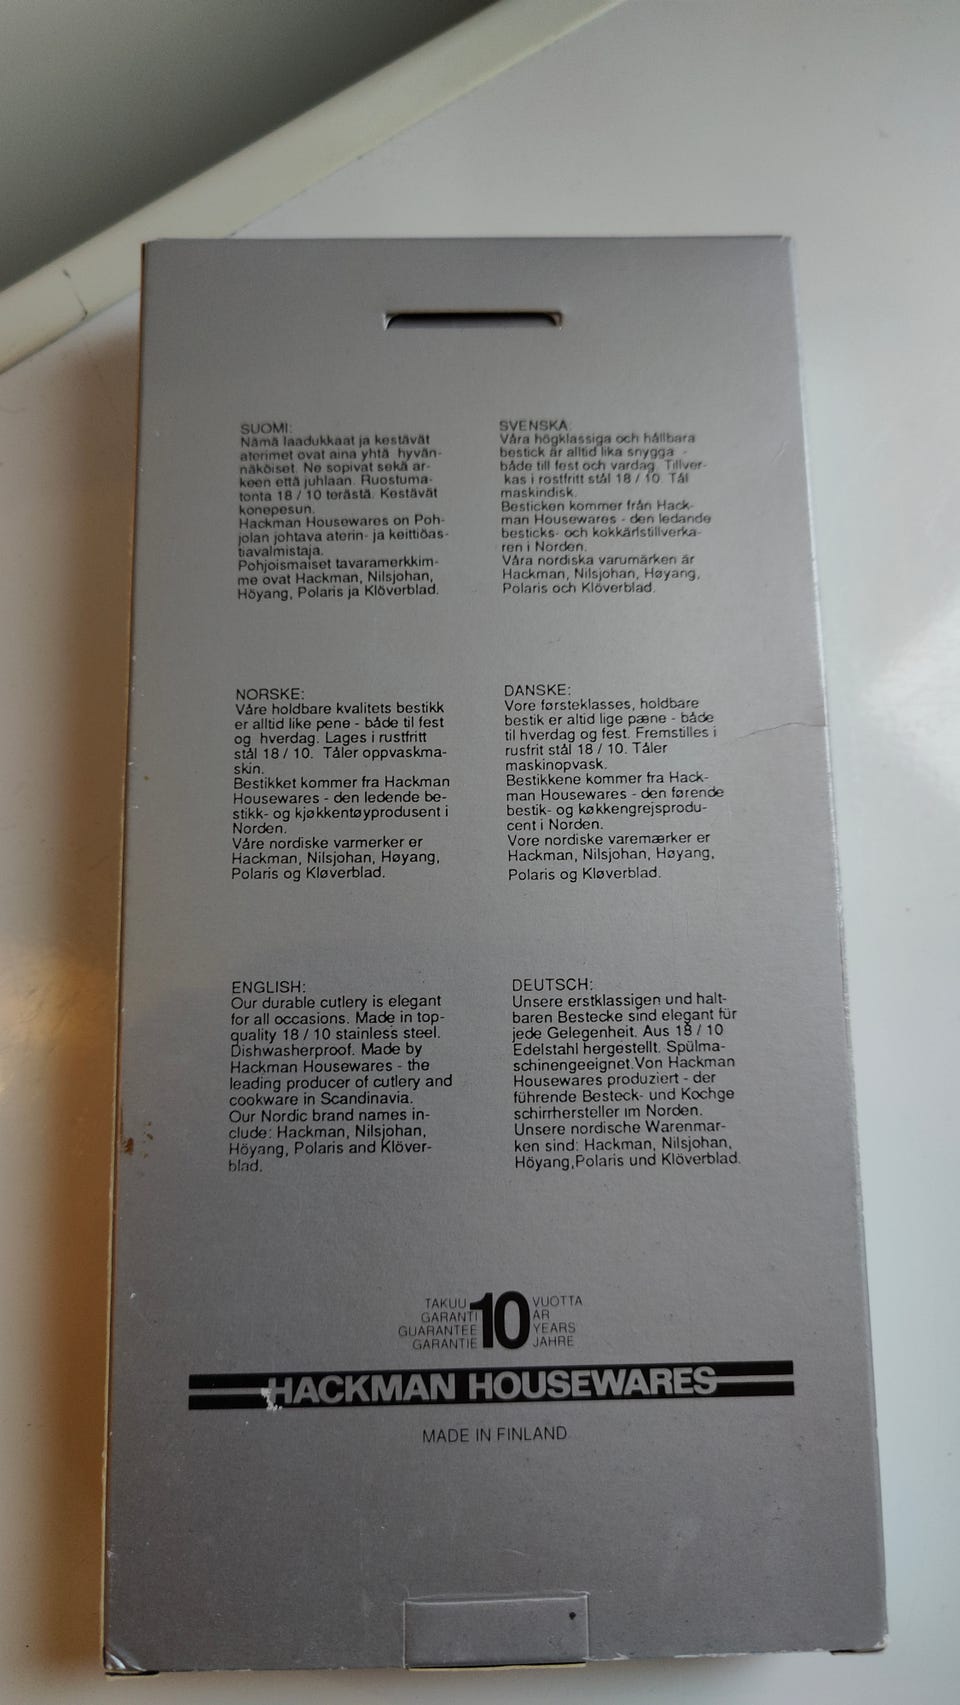 SUOMI:
Nämä laadukkaat ja kestävät
aterimet ovat aina yhtä hyvän-
näköiset. Ne sopivat sekä ar-
keen että juhlaan. Ruostuma-
tonta 18 / 10 terästä. Kestävät
konepesun.
Hackman Housewares on Poh-
jolan johtava aterin- ja keittiöas-
tiavalmistaja.
Pohjoismaiset tavaramerkkim-
me ovat Hackman, Nilsjohan,
Höyang, Polaris ja Klöverblad.
SVENSKA:
Våra högklassiga och hållbara
bestick är alltid lika snygga -
både till fest och vardag. Tillver-
kas i rostfritt stål 18 / 10. Tål
maskindisk.
Besticken kommer från Hack-
man Housewares - den ledande
besticks- och kokkärlstillverka-
ren i Norden.
Våra nordiska varumärken är
Hackman, Nilsjohan, Høyang,
Polaris och Klöverblad.
NORSKE:
Våre holdbare kvalitets bestikk
er alltid like pene - både til fest
og hverdag. Lages i rustfritt
stål 18 / 10. Tåler oppvaskma-
skin.
Bestikket kommer fra Hackman
Housewares - den ledende be-
stikk- og kjøkkentøyprodusent i
Norden.
Våre nordiske varmerker er
Hackman, Nilsjohan, Høyang,
Polaris og Kløverblad.
DANSKE:
Vore førsteklasses, holdbare
bestik er altid lige pæne - både
til hverdag og fest. Fremstilles i
rusfrit stål 18 / 10. Tåler
maskinopvask.
Bestikkene kommer fra Hack-
man Housewares - den førende
bestik- og køkkengrejsprodu-
cent i Norden.
Vore nordiske varemærker er
Hackman, Nilsjohan, Høyang,
Polaris og Kløverblad.
ENGLISH:
Our durable cutlery is elegant
for all occasions. Made in top-
quality 18 / 10 stainless steel.
Dishwasherproof. Made by
Hackman Housewares - the
leading producer of cutlery and
cookware in Scandinavia.
Our Nordic brand names in-
clude: Hackman, Nilsjohan,
Höyang, Polaris and Klöver-
blad.
DEUTSCH:
Unsere erstklassigen und halt-
baren Bestecke sind elegant für
jede Gelegenheit. Aus 18 / 10
Edelstahl hergestellt. Spülma-
schinengeeignet.Von Hackman
Housewares produziert - der
führende Besteck- und Kochge
schirrhersteller im Norden.
Unsere nordische Warenmar-
ken sind: Hackman, Nilsjohan,
Höyang,Polaris und Klöverblad.
TAKUU 10 VUOTTA
GARANTI ÅR
GUARANTEE YEARS
GARANTIE JAHRE
HACKMAN HOUSEWARES
MADE IN FINLAND